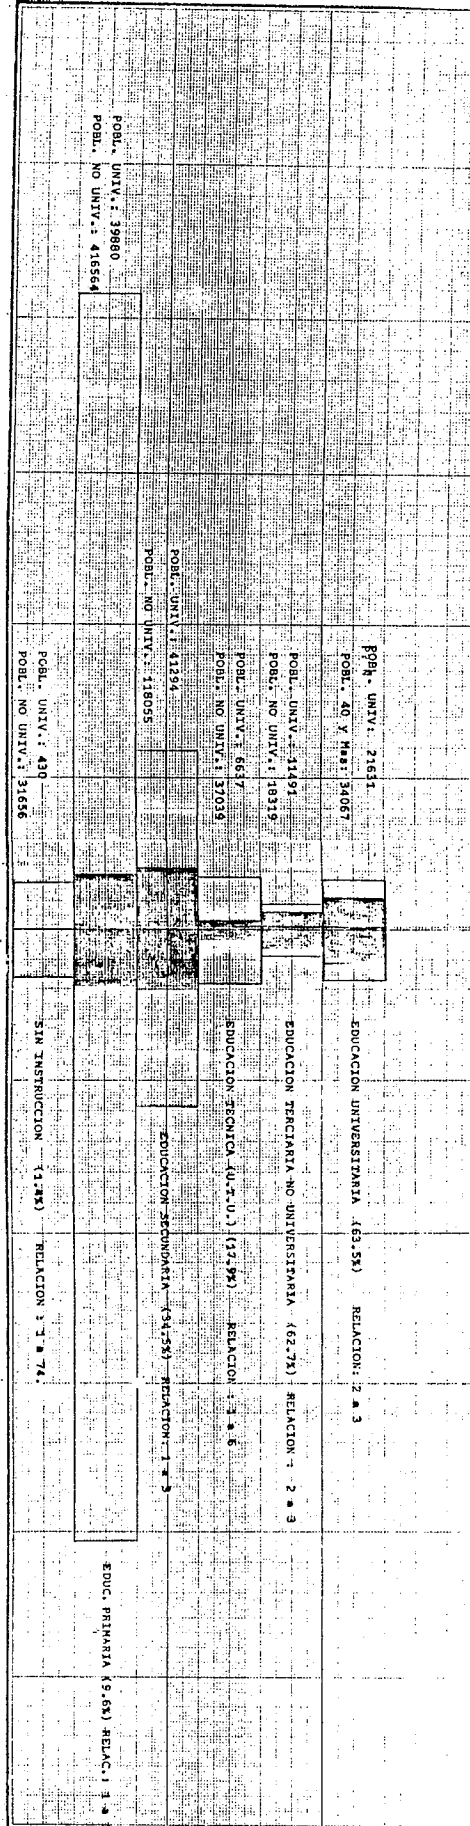 POBL. UNIV: 21631
POBL. 40 y Mas: 34067
EDUCACION UNIVERSITARIA (63.5%) RELACION: 2 a 3
POBL. UNIV.: 11491
POBL. NO UNIV.: 18319
EDUCACION TERCIARIA NO UNIVERSITARIA (62.7%) RELACION : 2 a 3
POBL. UNIV.: 6637
POBL. NO UNIV.: 37039
EDUCACION TECNICA (U.T.U.) (17.9%) RELACION : 1 a 6
POBL. UNIV.: 41294
POBL. NO UNIV.: 118055
EDUCACION SECUNDARIA (34.5%) RELACION: 1 a 3
POBL. UNIV.: 39880
POBL. NO UNIV.: 416564
EDUC. PRIMARIA (9.6%) RELAC.: 1 a
POBL. UNIV.: 430
POBL. NO UNIV.: 31656
SIN INSTRUCCION (1.4%) RELACION : 1 a 74.